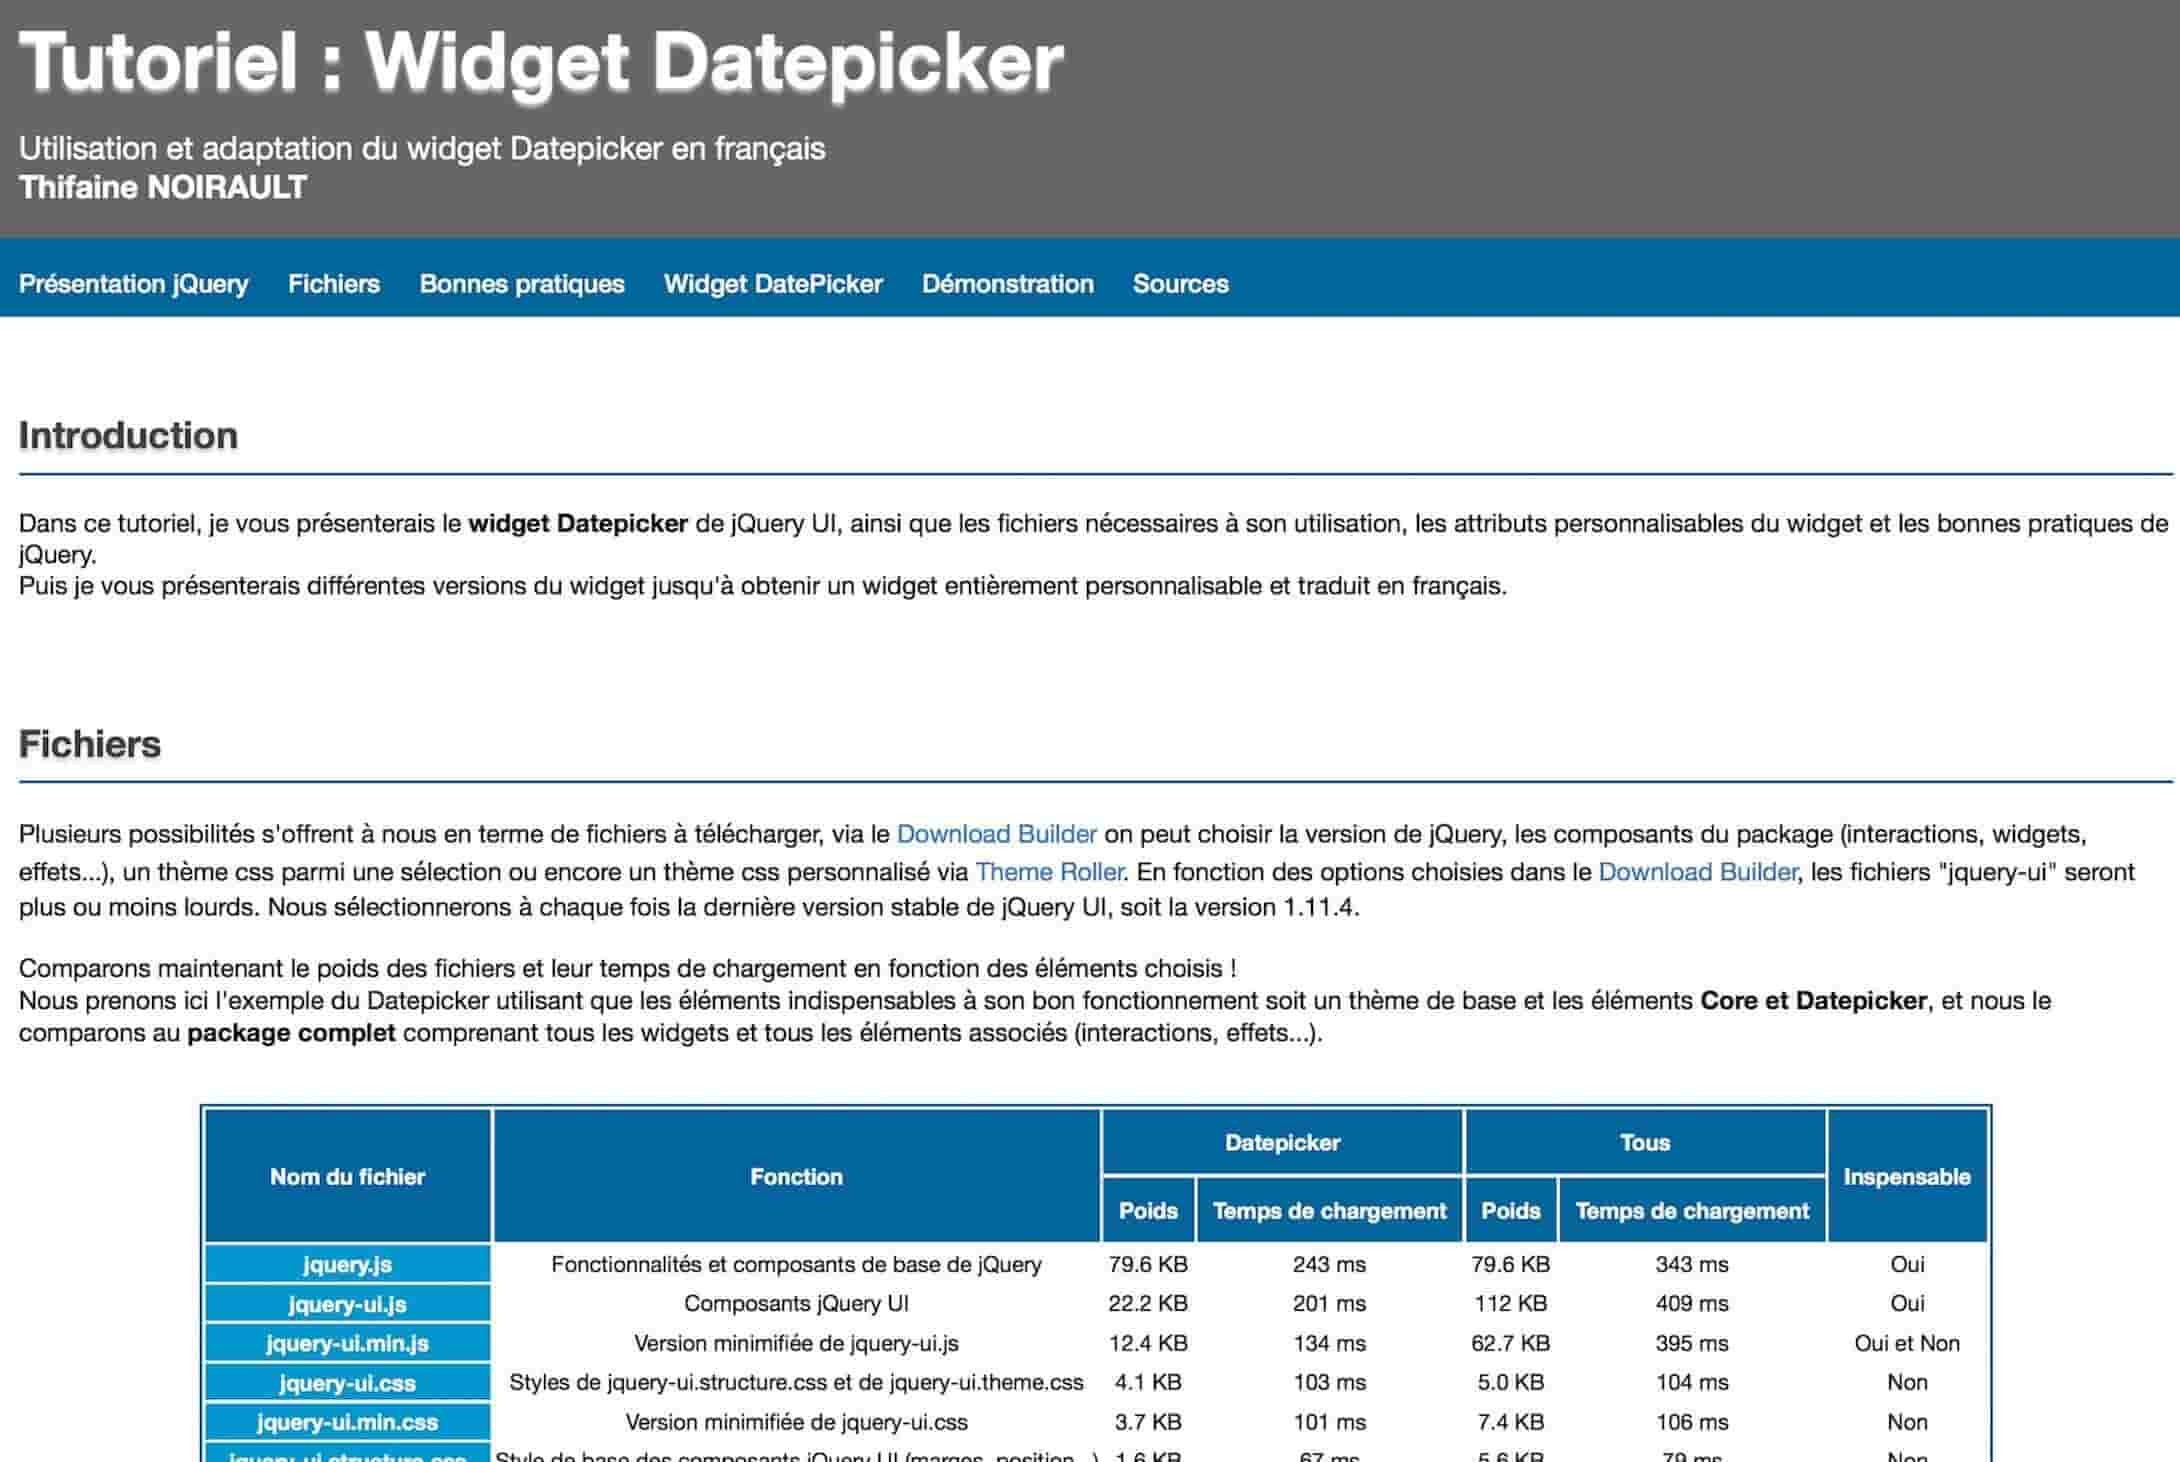 Tutoriel : Widget Datepicker
Utilisation et adaptation du widget Datepicker en français
Thifaine NOIRAULT
Présentation jQuery Fichiers Bonnes pratiques Widget DatePicker Démonstration Sources
Introduction
Dans ce tutoriel, je vous présenterais le widget Datepicker de jQuery UI, ainsi que les fichiers nécessaires à son utilisation, les attributs personnalisables du widget et les bonnes pratiques de
jQuery.
Puis je vous présenterais différentes versions du widget jusqu'à obtenir un widget entièrement personnalisable et traduit en français.
Fichiers
Plusieurs possibilités s'offrent à nous en terme de fichiers à télécharger, via le Download Builder on peut choisir la version de jQuery, les composants du package (interactions, widgets,
effets...), un thème css parmi une sélection ou encore un thème css personnalisé via Theme Roller. En fonction des options choisies dans le Download Builder, les fichiers "jquery-ui" seront
plus ou moins lourds. Nous sélectionnerons à chaque fois la dernière version stable de jQuery UI, soit la version 1.11.4.
Comparons maintenant le poids des fichiers et leur temps de chargement en fonction des éléments choisis !
Nous prenons ici l'exemple du Datepicker utilisant que les éléments indispensables à son bon fonctionnement soit un thème de base et les éléments Core et Datepicker, et nous le
comparons au package complet comprenant tous les widgets et tous les éléments associés (interactions, effets...).
Datepicker Tous
Nom du fichier Fonction Inspensable
Poids Temps de chargement Poids Temps de chargement
jquery.js Fonctionnalités et composants de base de jQuery 79.6 KB 243 ms 79.6 KB 343 ms Oui
jquery-ui.js Composants jQuery UI 22.2 KB 201 ms 112 KB 409 ms Oui
jquery-ui.min.js Version minimifiée de jquery-ui.js 12.4 KB 134 ms 62.7 KB 395 ms Oui et Non
jquery-ui.css Styles de jquery-ui.structure.css et de jquery-ui.theme.css 4.1 KB 103 ms 5.0 KB 104 ms Non
jquery-ui.min.css Version minimifiée de jquery-ui.css 3.7 KB 101 ms 7.4 KB 106 ms Non
jquery-ui.structure.css Style de base des composants jQuery UI (marges, position...) 1.6 KB 67 ms 5.6 KB 79 ms Non